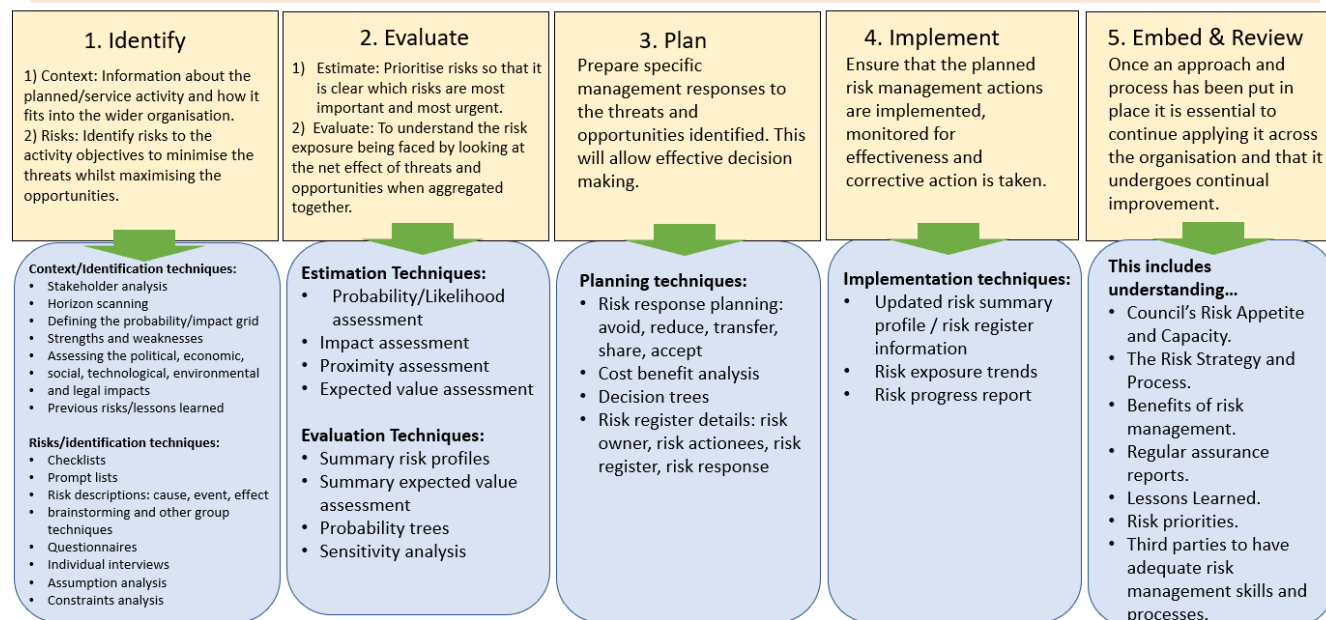 1. Identify
1) Context: Information about the
planned/service activity and how it
fits into the wider organisation.
2) Risks: Identify risks to the
activity objectives to minimise the
threats whilst maximising the
opportunities.
Context/Identification techniques:
• Stakeholder analysis
• Horizon scanning
• Defining the probability/impact grid
• Strengths and weaknesses
• Assessing the political, economic,
• social, technological, environmental
• and legal impacts
• Previous risks/lessons learned
Risks/identification techniques:
• Checklists
• Prompt lists
• Risk descriptions: cause, event, effect
• brainstorming and other group
techniques
• Questionnaires
• Individual interviews
• Assumption analysis
• Constraints analysis
2. Evaluate
1) Estimate: Prioritise risks so that it
is clear which risks are most
important and most urgent.
2) Evaluate: To understand the risk
exposure being faced by looking at
the net effect of threats and
opportunities when aggregated
together.
Estimation Techniques:
• Probability/Likelihood
assessment
• Impact assessment
• Proximity assessment
• Expected value assessment
Evaluation Techniques:
• Summary risk profiles
• Summary expected value
assessment
• Probability trees
• Sensitivity analysis
3. Plan
Prepare specific
management responses to
the threats and
opportunities identified. This
will allow effective decision
making.
Planning techniques:
• Risk response planning:
avoid, reduce, transfer,
share, accept
• Cost benefit analysis
• Decision trees
• Risk register details: risk
owner, risk actionees, risk
register, risk response
4. Implement
Ensure that the planned
risk management actions
are implemented,
monitored for
effectiveness and
corrective action is taken.
Implementation techniques:
• Updated risk summary
profile / risk register
information
• Risk exposure trends
• Risk progress report
5. Embed & Review
Once an approach and
process has been put in
place it is essential to
continue applying it across
the organisation and that it
undergoes continual
improvement.
This includes
understanding…
• Council's Risk Appetite
and Capacity.
• The Risk Strategy and
Process.
• Benefits of risk
management.
• Regular assurance
reports.
• Lessons Learned.
• Risk priorities.
• Third parties to have
adequate risk
management skills and
processes.